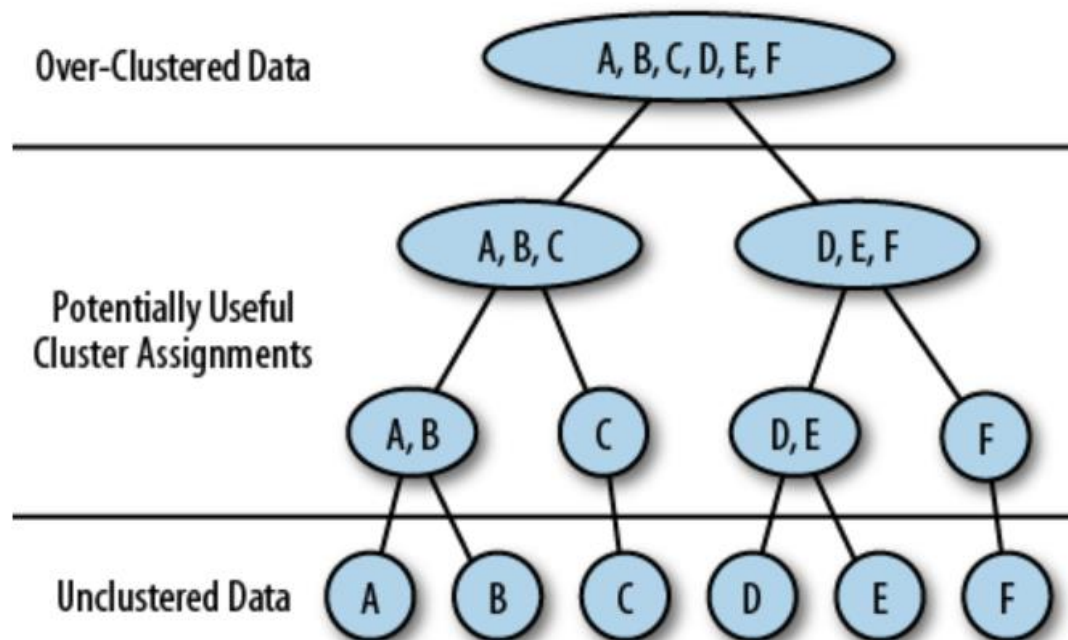 Over-Clustered Data
A, B, C, D, E, F
A, B, C
D, E, F
Potentially Useful
Cluster Assignments
A, B
C
D, E
F
Unclustered Data
A
B
C
D
E
F